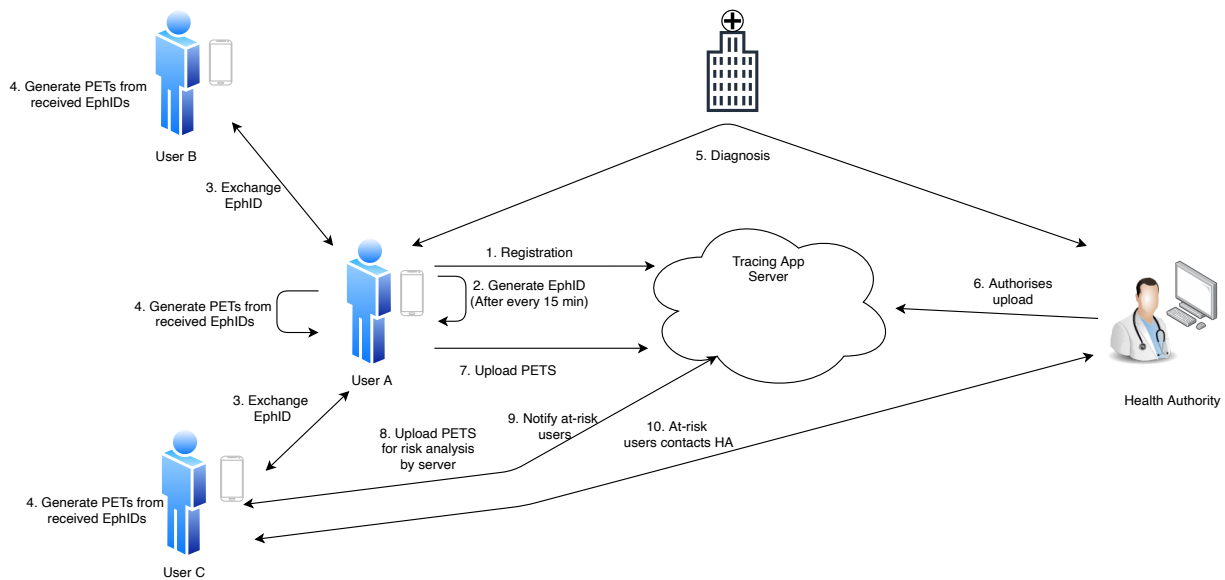 4. Generate PETs from
received EphIDs
User B
3. Exchange
EphID
5. Diagnosis
1. Registration
2. Generate EphID
(After every 15 min)
Tracing App
Server
4. Generate PETs from
received EphIDs
6. Authorises
upload
7. Upload PETS
User A
Health Authority
3. Exchange
EphID
8. Upload PETS
for risk analysis
by server
9. Notify at-risk
users
10. At-risk
users contacts HA
4. Generate PETs from
received EphIDs
User C